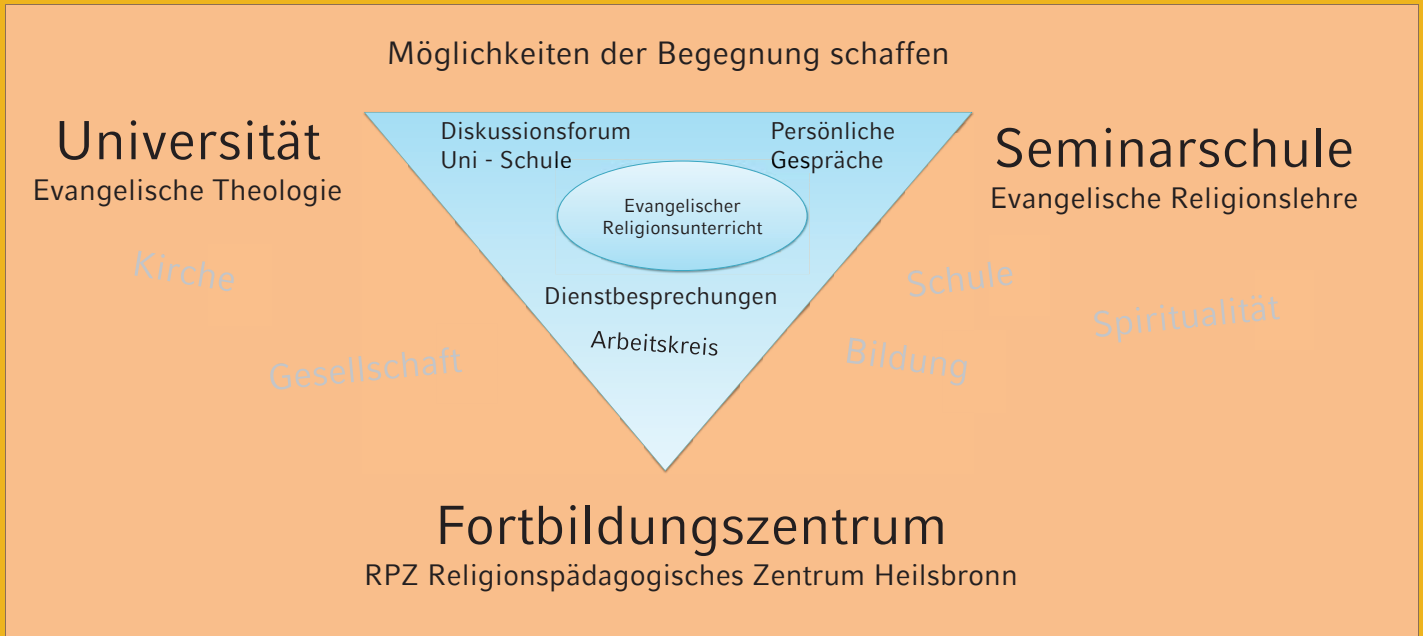 Möglichkeiten der Begegnung schaffen
Universität
Evangelische Theologie
Diskussionsforum
Uni - Schule
Persönliche
Gespräche
Seminarschule
Evangelische Religionslehre
Evangelischer
Religionsunterricht
Kirche
Schule
Spiritualität
Dienstbesprechungen
Arbeitskreis
Gesellschaft
Bildung
Fortbildungszentrum
RPZ Religionspädagogisches Zentrum Heilsbronn